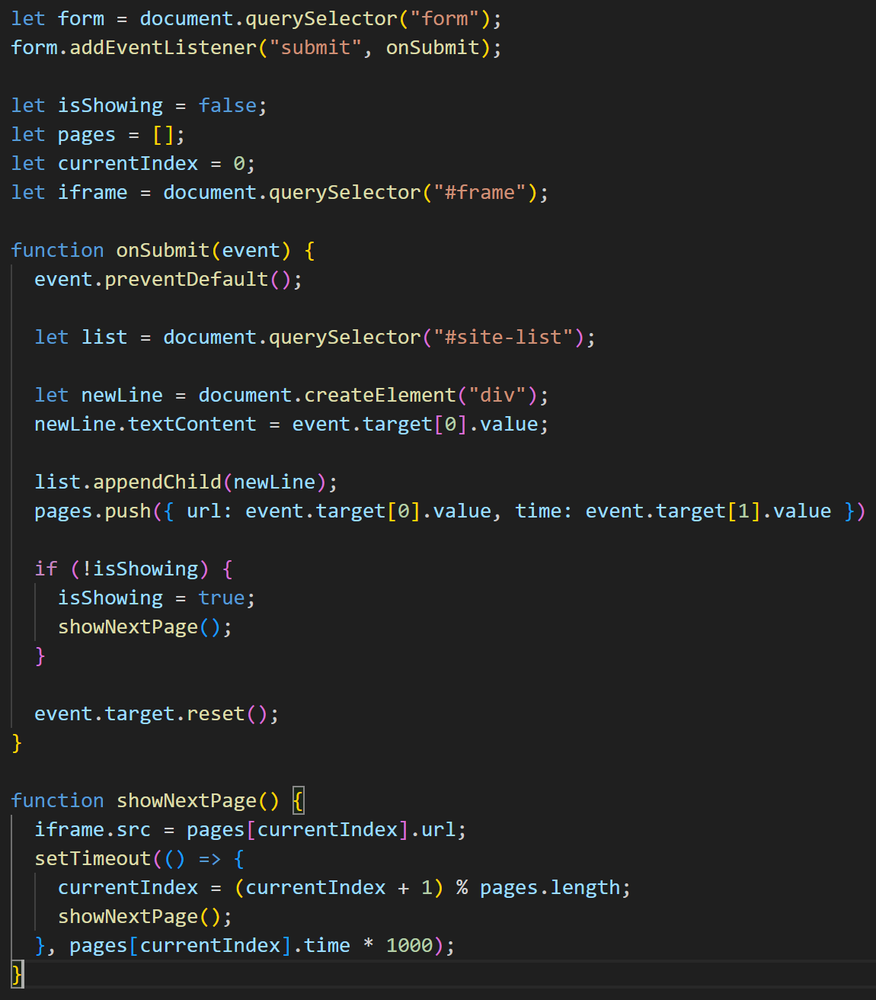 let form = document.querySelector("form");
form.addEventListener("submit", onSubmit);

let isShowing = false;
let pages = [];
let currentIndex = 0;
let iframe = document.querySelector("#frame");

function onSubmit(event) {
  event.preventDefault();

  let list = document.querySelector("#site-list");

  let newLine = document.createElement("div");
  newLine.textContent = event.target[0].value;

  list.appendChild(newLine);
  pages.push({ url: event.target[0].value, time: event.target[1].value })

  if (!isShowing) {
    isShowing = true;
    showNextPage();
  }

  event.target.reset();
}

function showNextPage() {
  iframe.src = pages[currentIndex].url;
  setTimeout(() => {
    currentIndex = (currentIndex + 1) % pages.length;
    showNextPage();
  }, pages[currentIndex].time * 1000);
}